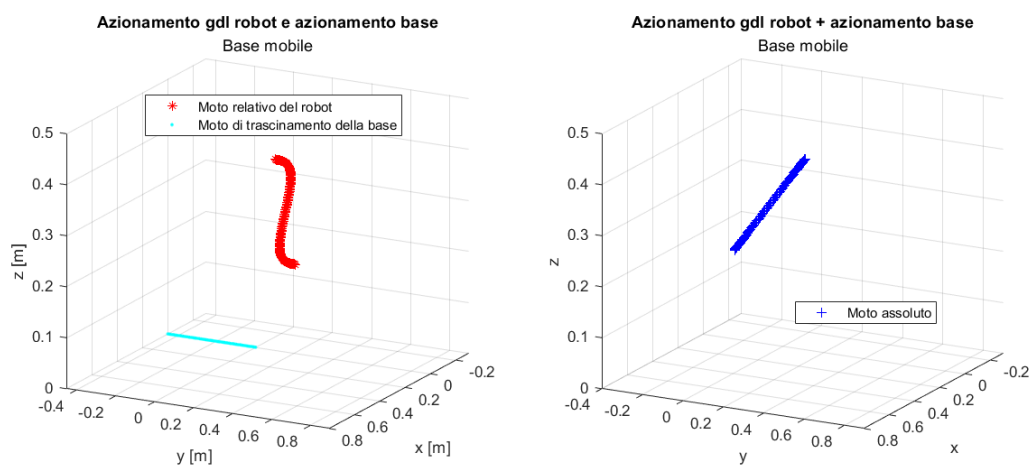 Azionamento gdl robot e azionamento base
Base mobile
Moto relativo del robot
Moto di trascinamento della base
0.5
0.4
0.3
0.2
0.1
0
z [m]
-0.4
-0.2
0
0.2
0.4
0.6
0.8
y [m]
0.8
0.6
0.4
0.2
0
-0.2
x [m]
Azionamento gdl robot + azionamento base
Base mobile
0.5
0.4
0.3
0.2
0.1
0
z
Moto assoluto
-0.4
-0.2
0
0.2
0.4
0.6
0.8
y
0.8
0.6
0.4
0.2
0
-0.2
x